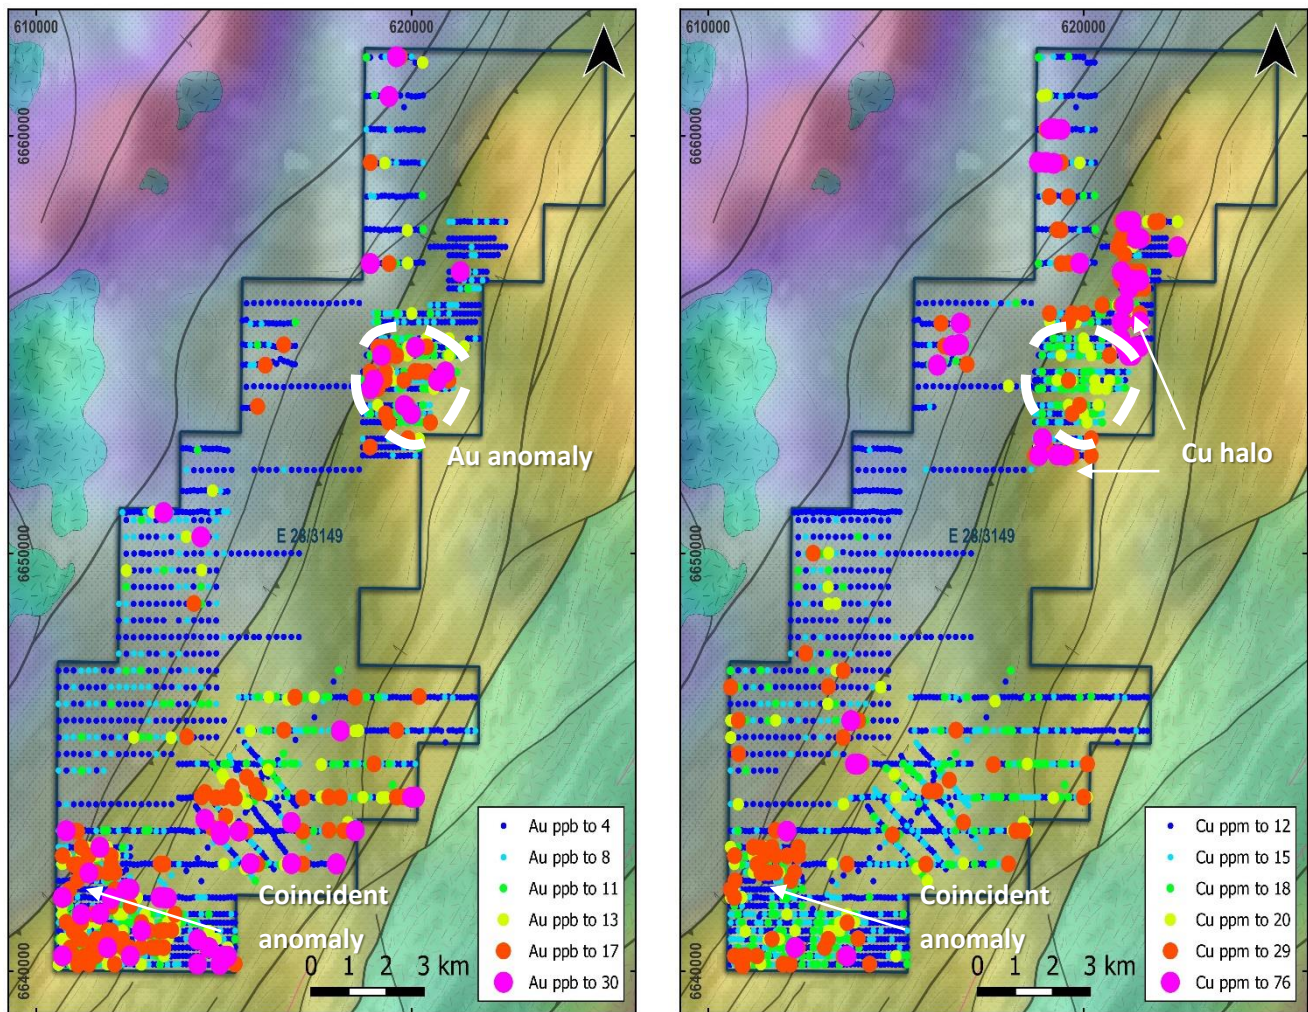 610000
620000
6660000
6650000
6640000
Au anomaly
E 28/3149
Coincident
anomaly
0 1 2 3 km
Au ppb to 4
Au ppb to 8
Au ppb to 11
Au ppb to 13
Au ppb to 17
Au ppb to 30
610000
620000
6660000
6650000
6640000
Cu halo
E 28/3149
Coincident
anomaly
0 1 2 3 km
Cu ppm to 12
Cu ppm to 15
Cu ppm to 18
Cu ppm to 20
Cu ppm to 29
Cu ppm to 76